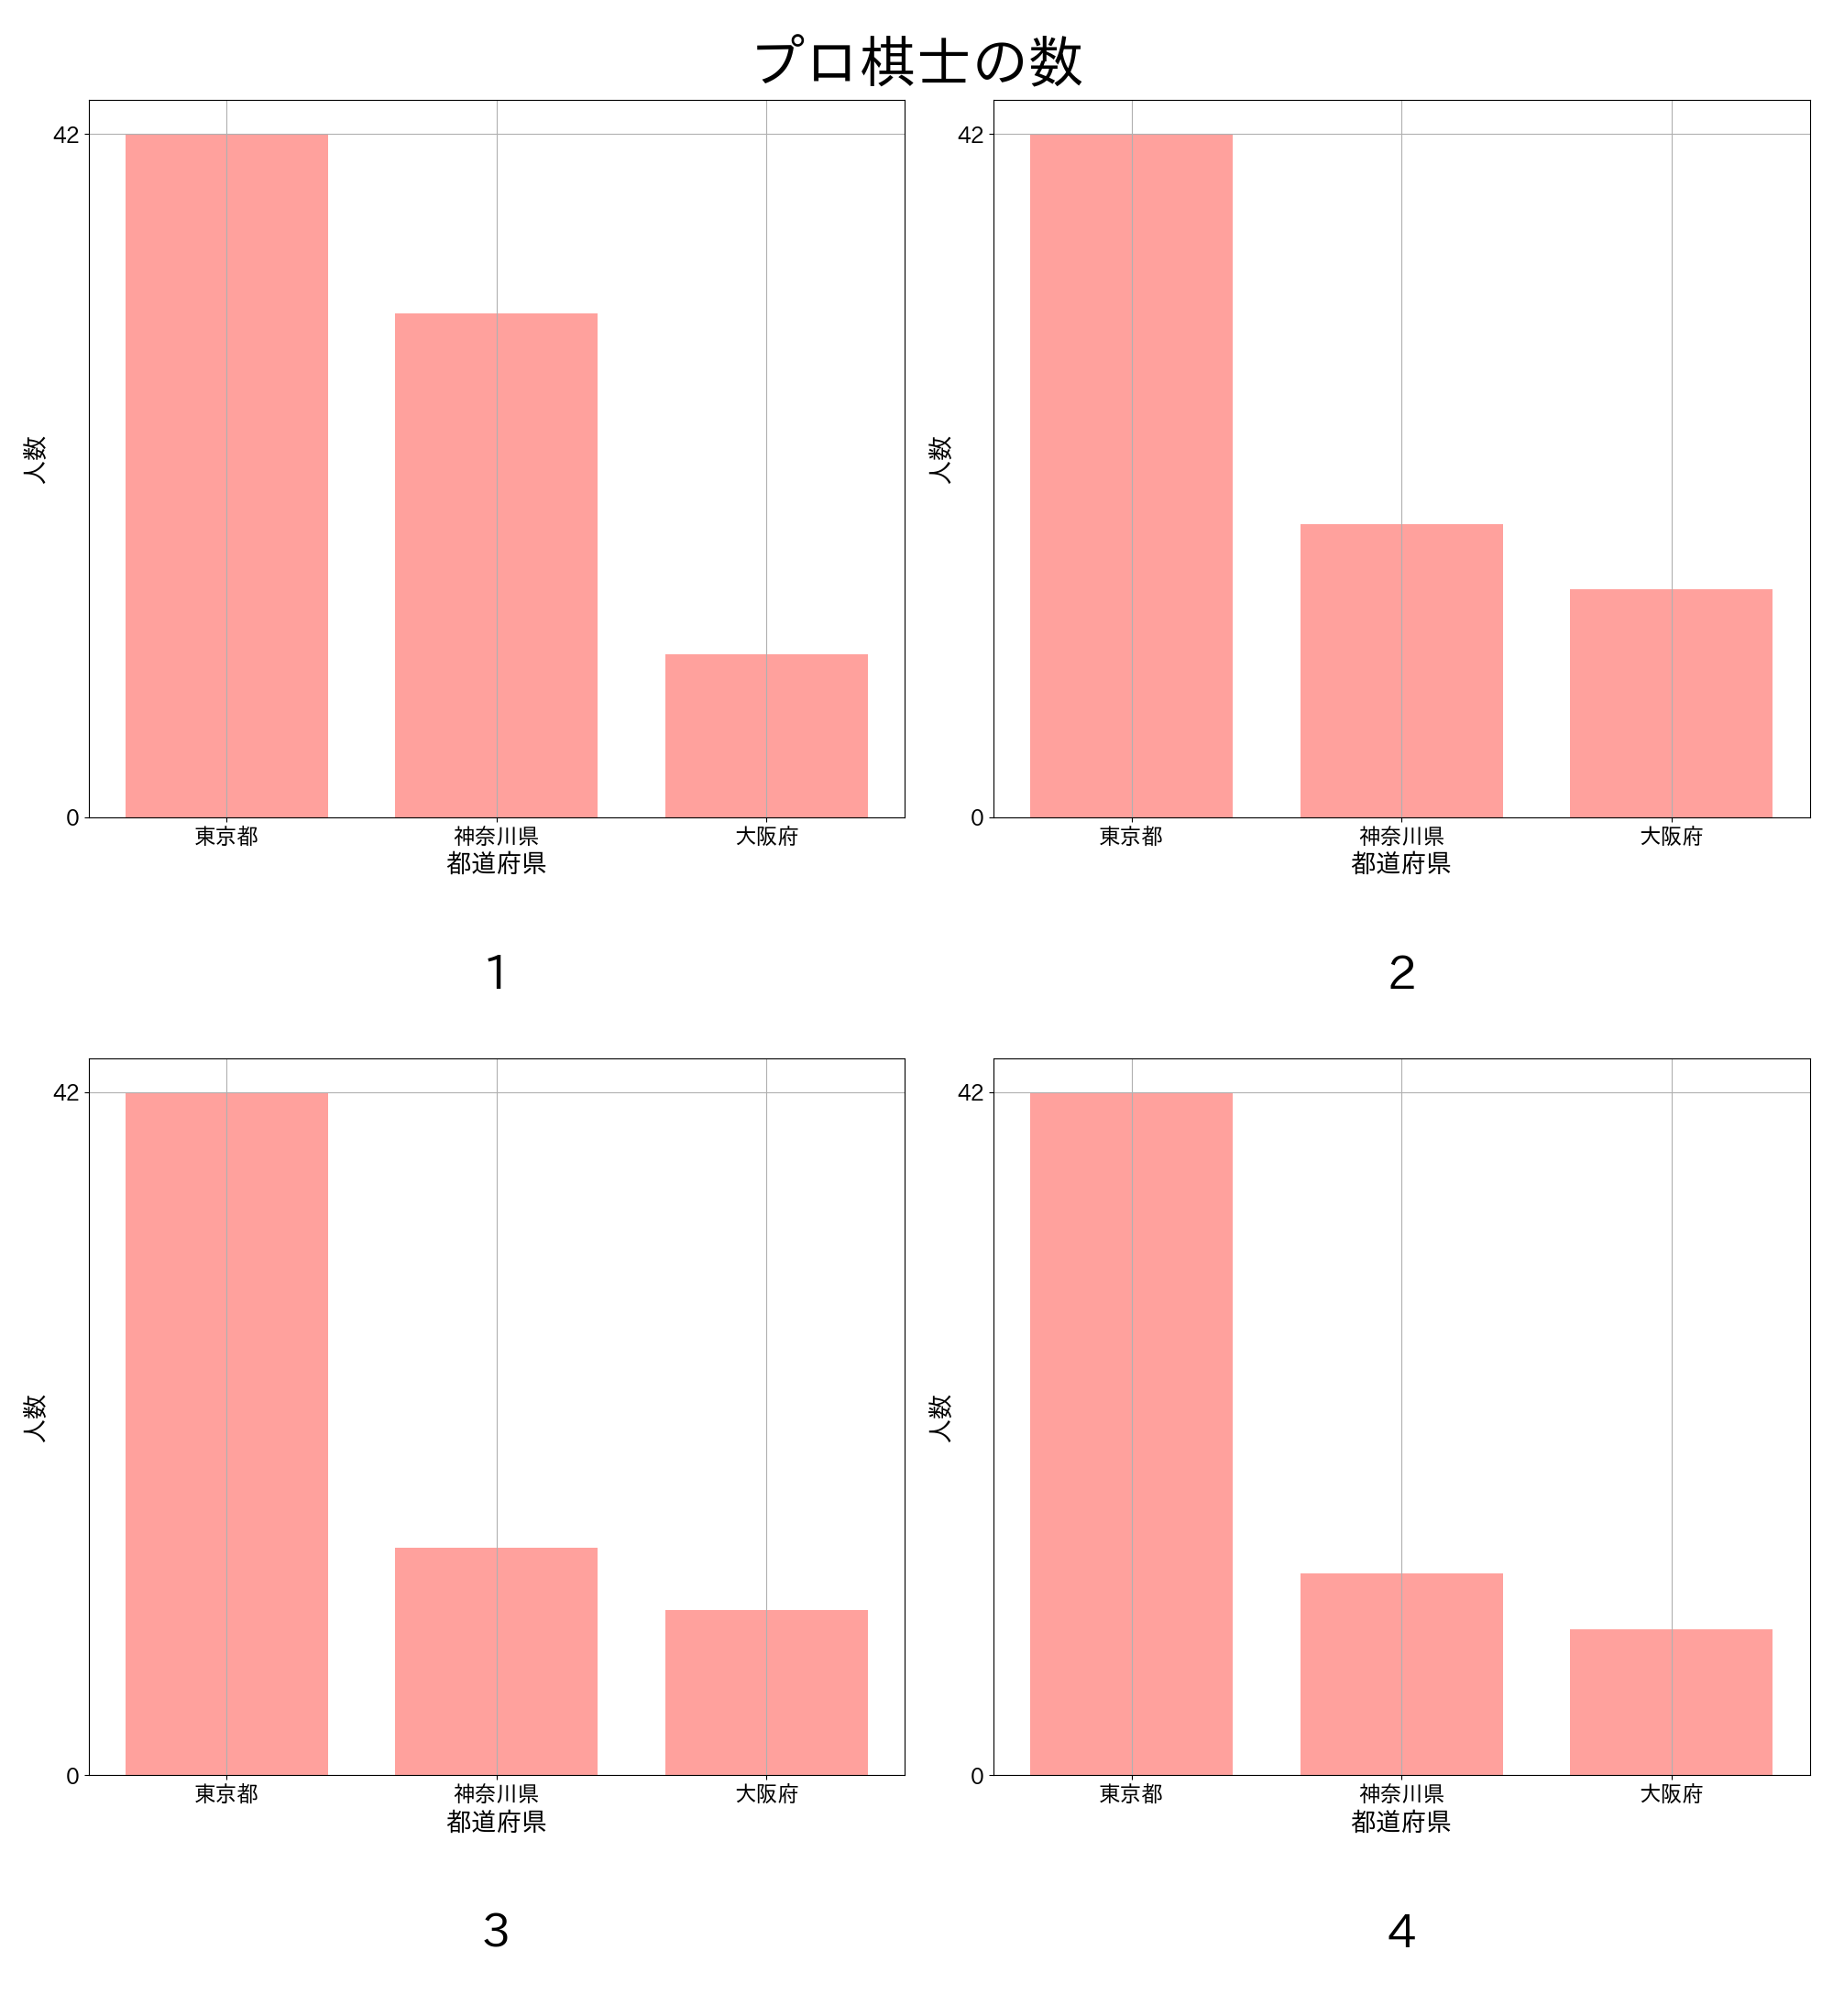 プロ棋士の数
42
人数
0
東京都 神奈川県 大阪府
都道府県
1
42
人数
0
東京都 神奈川県 大阪府
都道府県
2
42
人数
0
東京都 神奈川県 大阪府
都道府県
3
42
人数
0
東京都 神奈川県 大阪府
都道府県
4